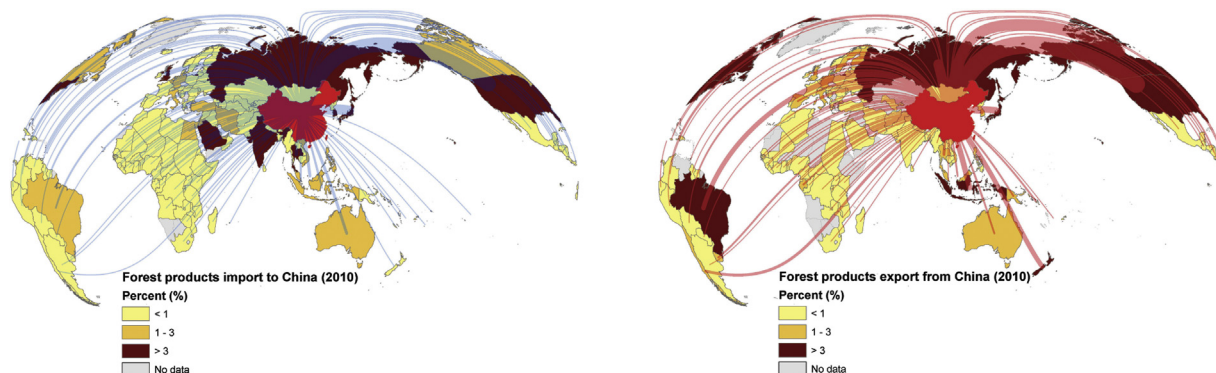 Forest products import to China (2010)
Percent (%)
< 1
1 - 3
> 3
No data
Forest products export from China (2010)
Percent (%)
< 1
1 - 3
> 3
No data